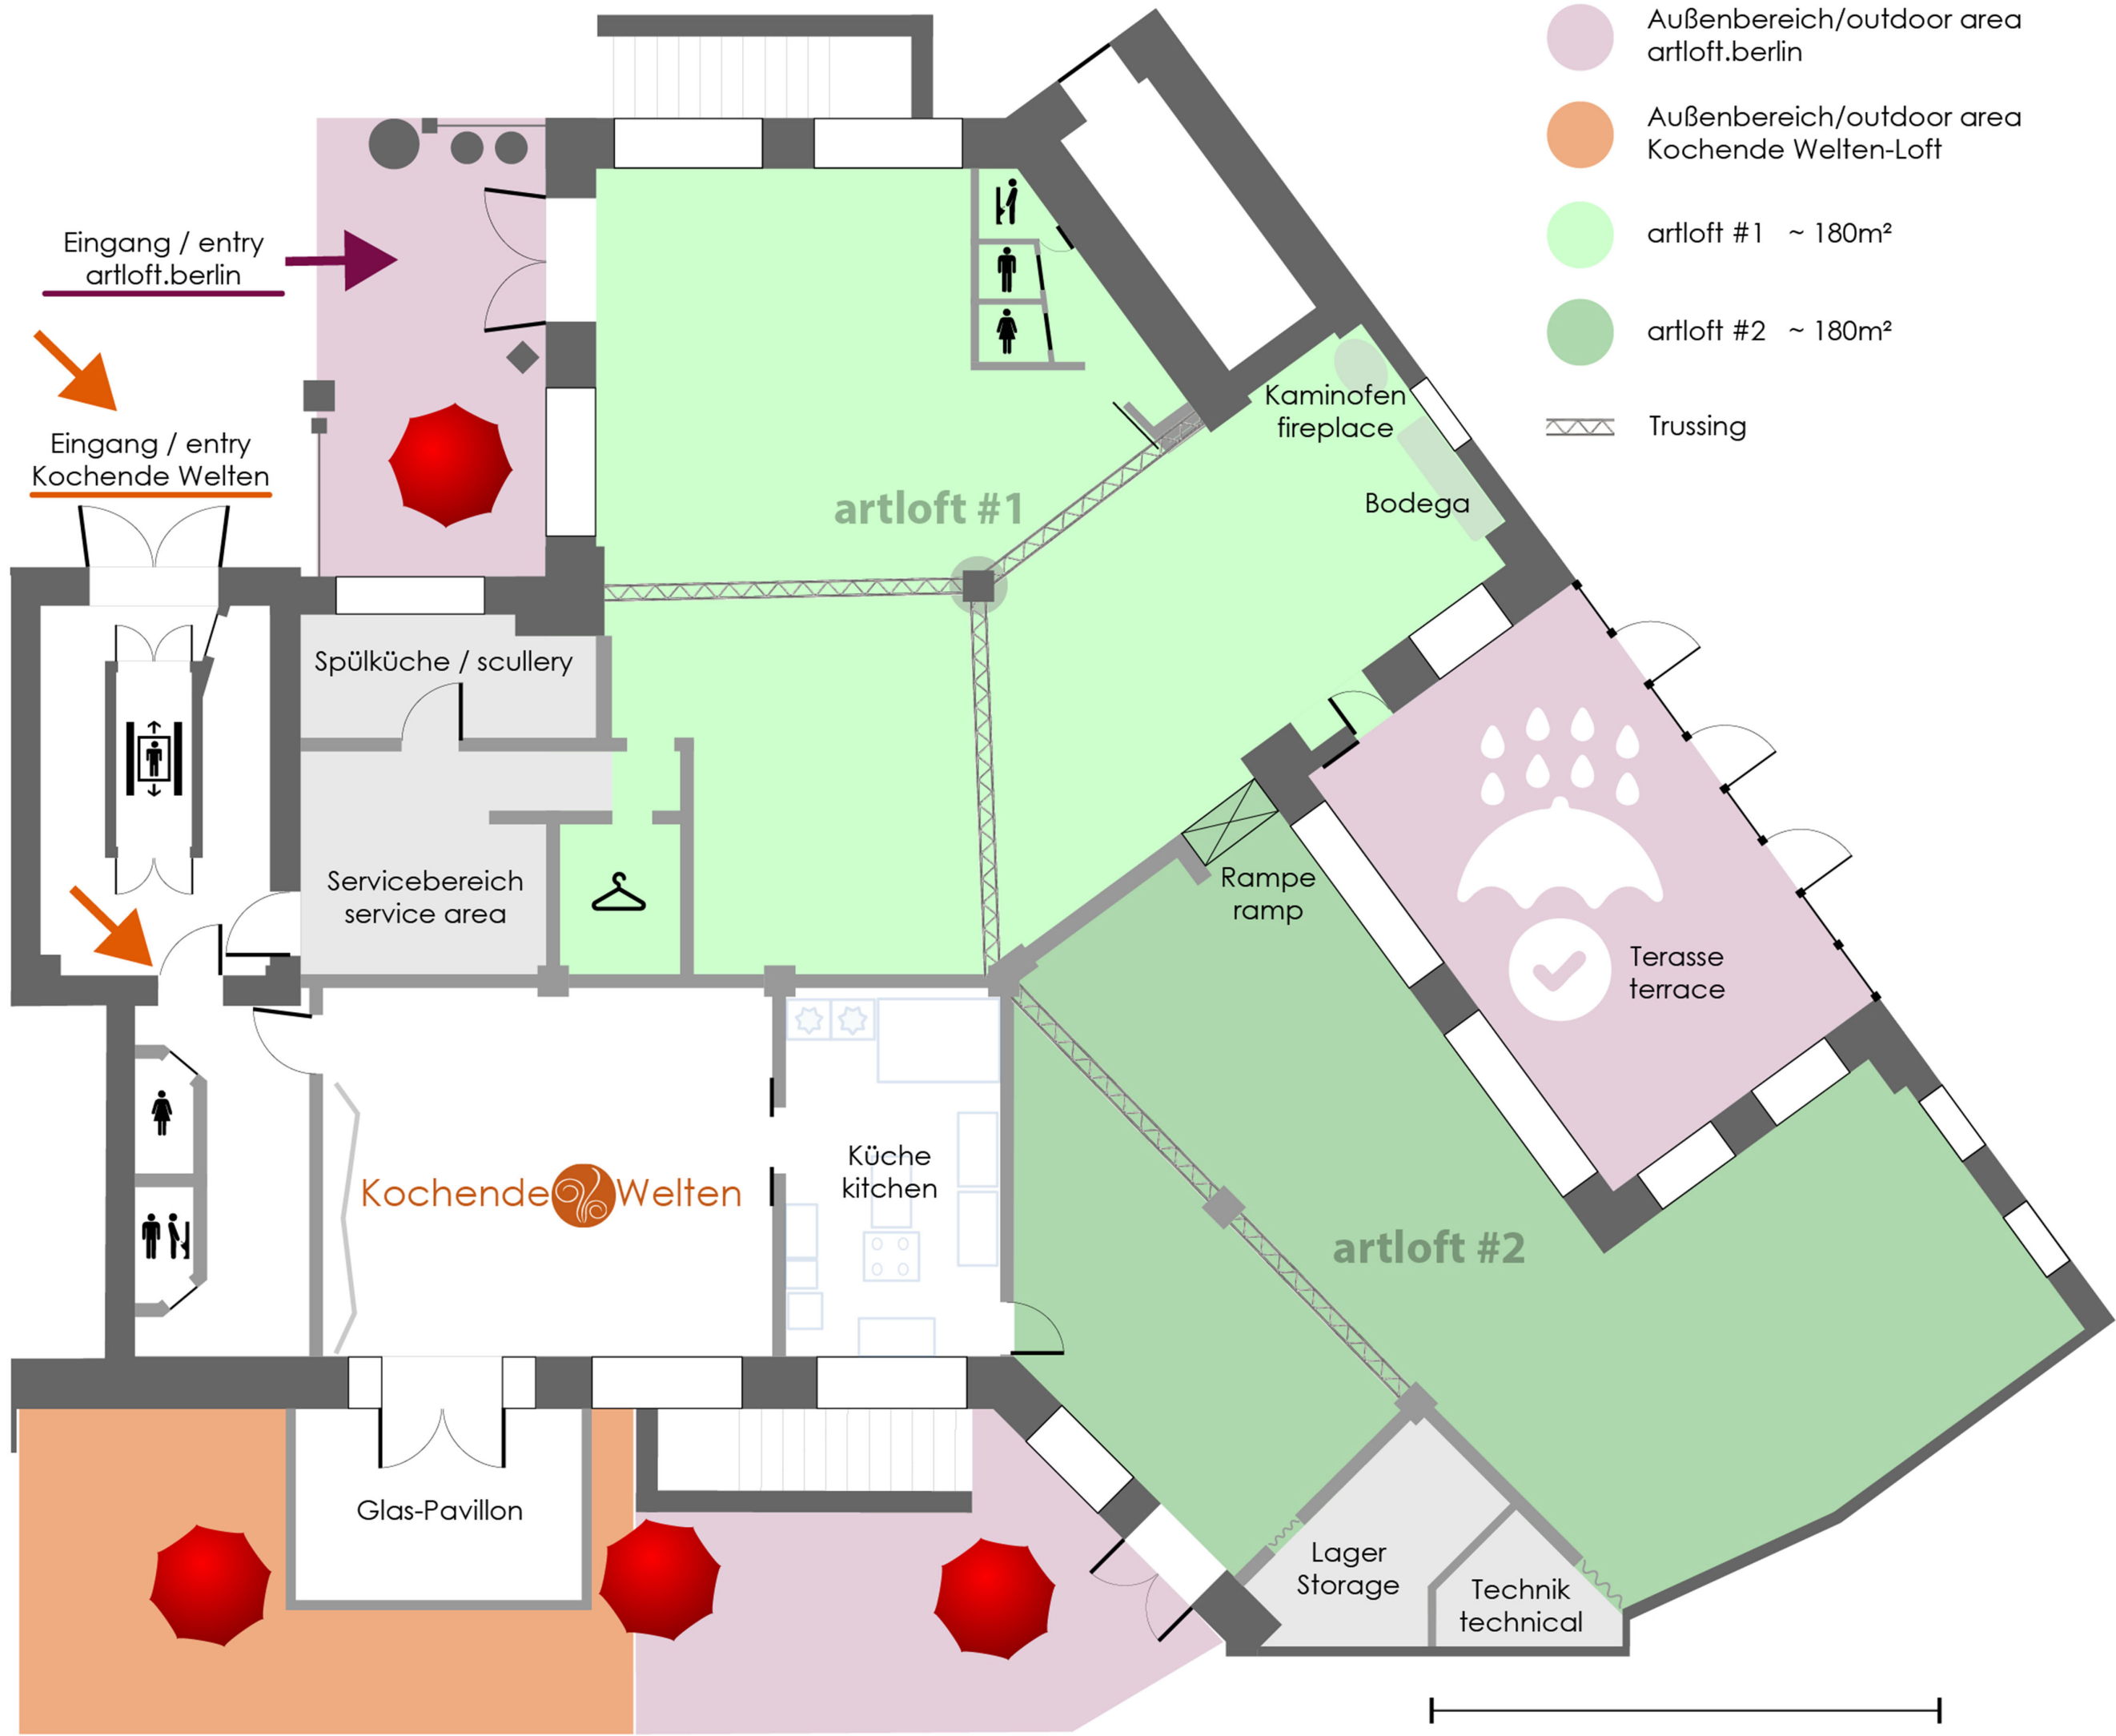 Außenbereich/outdoor area
artloft.berlin
Außenbereich/outdoor area
Kochende Welten-Loft
artloft #1 ~ 180m²
artloft #2 ~ 180m²
Trussing
Eingang / entry
artloft.berlin
Eingang / entry
Kochende Welten
Kaminofen
fireplace
Bodega
artloft #1
Spülküche / scullery
Servicebereich
service area
Rampe
ramp
Terasse
terrace
Küche
kitchen
Kochende Welten
artloft #2
Glas-Pavillon
Lager
Storage
Technik
technical